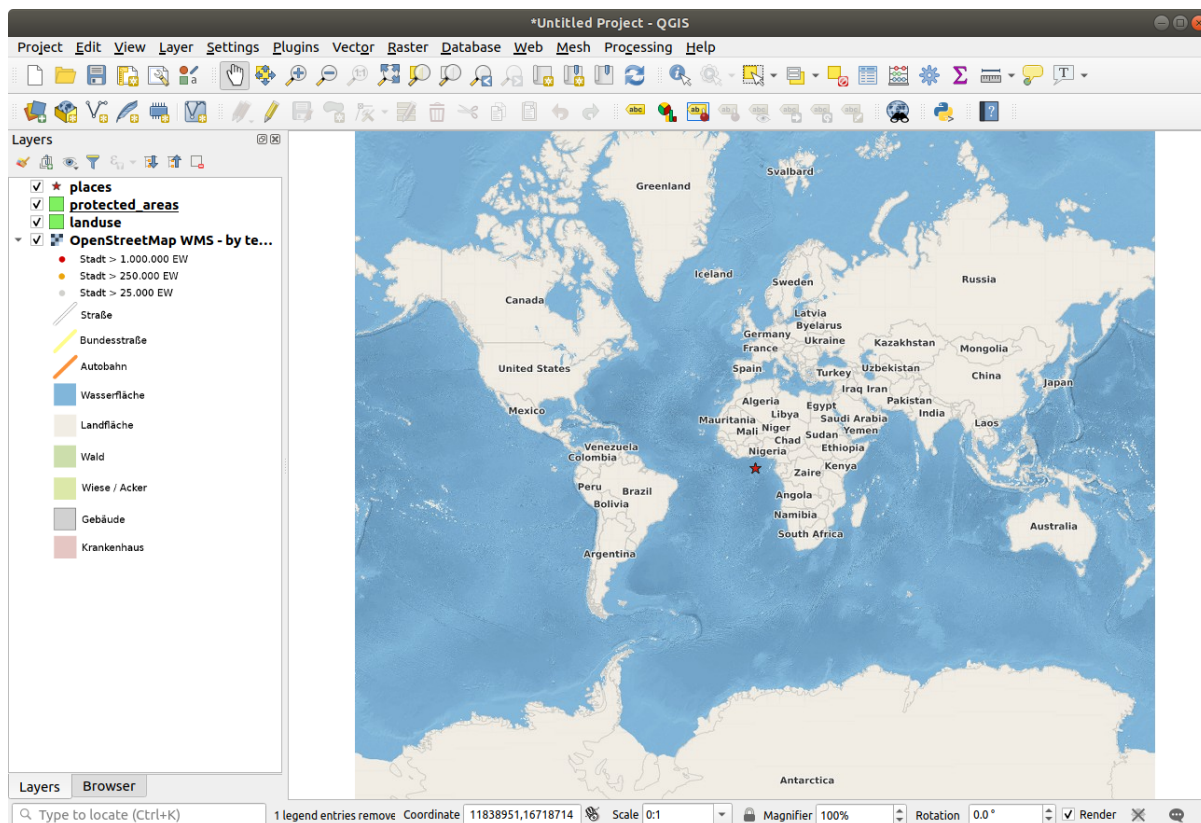 *Untitled Project - QGIS
Project Edit View Layer Settings Plugins Vector Raster Database Web Mesh Processing Help
Layers
places
protected_areas
landuse
OpenStreetMap WMS - by te...
Stadt > 1.000.000 EW
Stadt > 250.000 EW
Stadt > 25.000 EW
Straße
Bundesstraße
Autobahn
Wasserfläche
Landfläche
Wald
Wiese / Acker
Gebäude
Krankenhaus
Layers Browser
Greenland
Svalbard
Iceland
Sweden
Russia
Canada
Latvia
Byelarus
Germany
Ukraine
France
Kazakhstan
Mongolia
United States
Spain
Turkey
Uzbekistan
China
Japan
Iraq Iran
Algeria
Egypt
Pakistan
Mexico
Mauritania
Libya
Saudi Arabia
India
Mali
Niger
Chad
Sudan
Yemen
Laos
Venezuela
Colombia
Nigeria
Ethiopia
Zaire
Kenya
Peru
Brazil
Bolivia
Angola
Namibia
South Africa
Australia
Argentina
Antarctica
Type to locate (Ctrl+K) 1 legend entries remove Coordinate 11838951,16718714 Scale 0:1 Magnifier 100% Rotation 0.0 ° Render